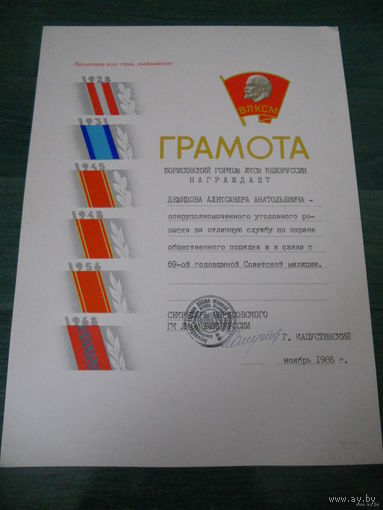 Пролетарии всех стран, соединяйтесь!
1928
ВЛКСМ
1931
ГРАМОТА
1945
БОРИСОВСКИЙ ГОРКОМ ЛКСМ БЕЛОРУССИИ
НАГРАЖДАЕТ
ДЕМИДОВА АЛЕКСАНДРА АНАТОЛЬЕВИЧА -
оперуполномоченного уголовного ро-
1948
зыска за отличную службу по охране
общественного порядка и в связи с
1956
69-ой годовщиной Советской милиции.
СЕКРЕТАРЬ БОРИСОВСКОГО
1968
ГК ЛКСМ БЕЛОРУССИИ
Г. КАПУСТИНСКИЙ
ноябрь 1986 г.
www.ay.by